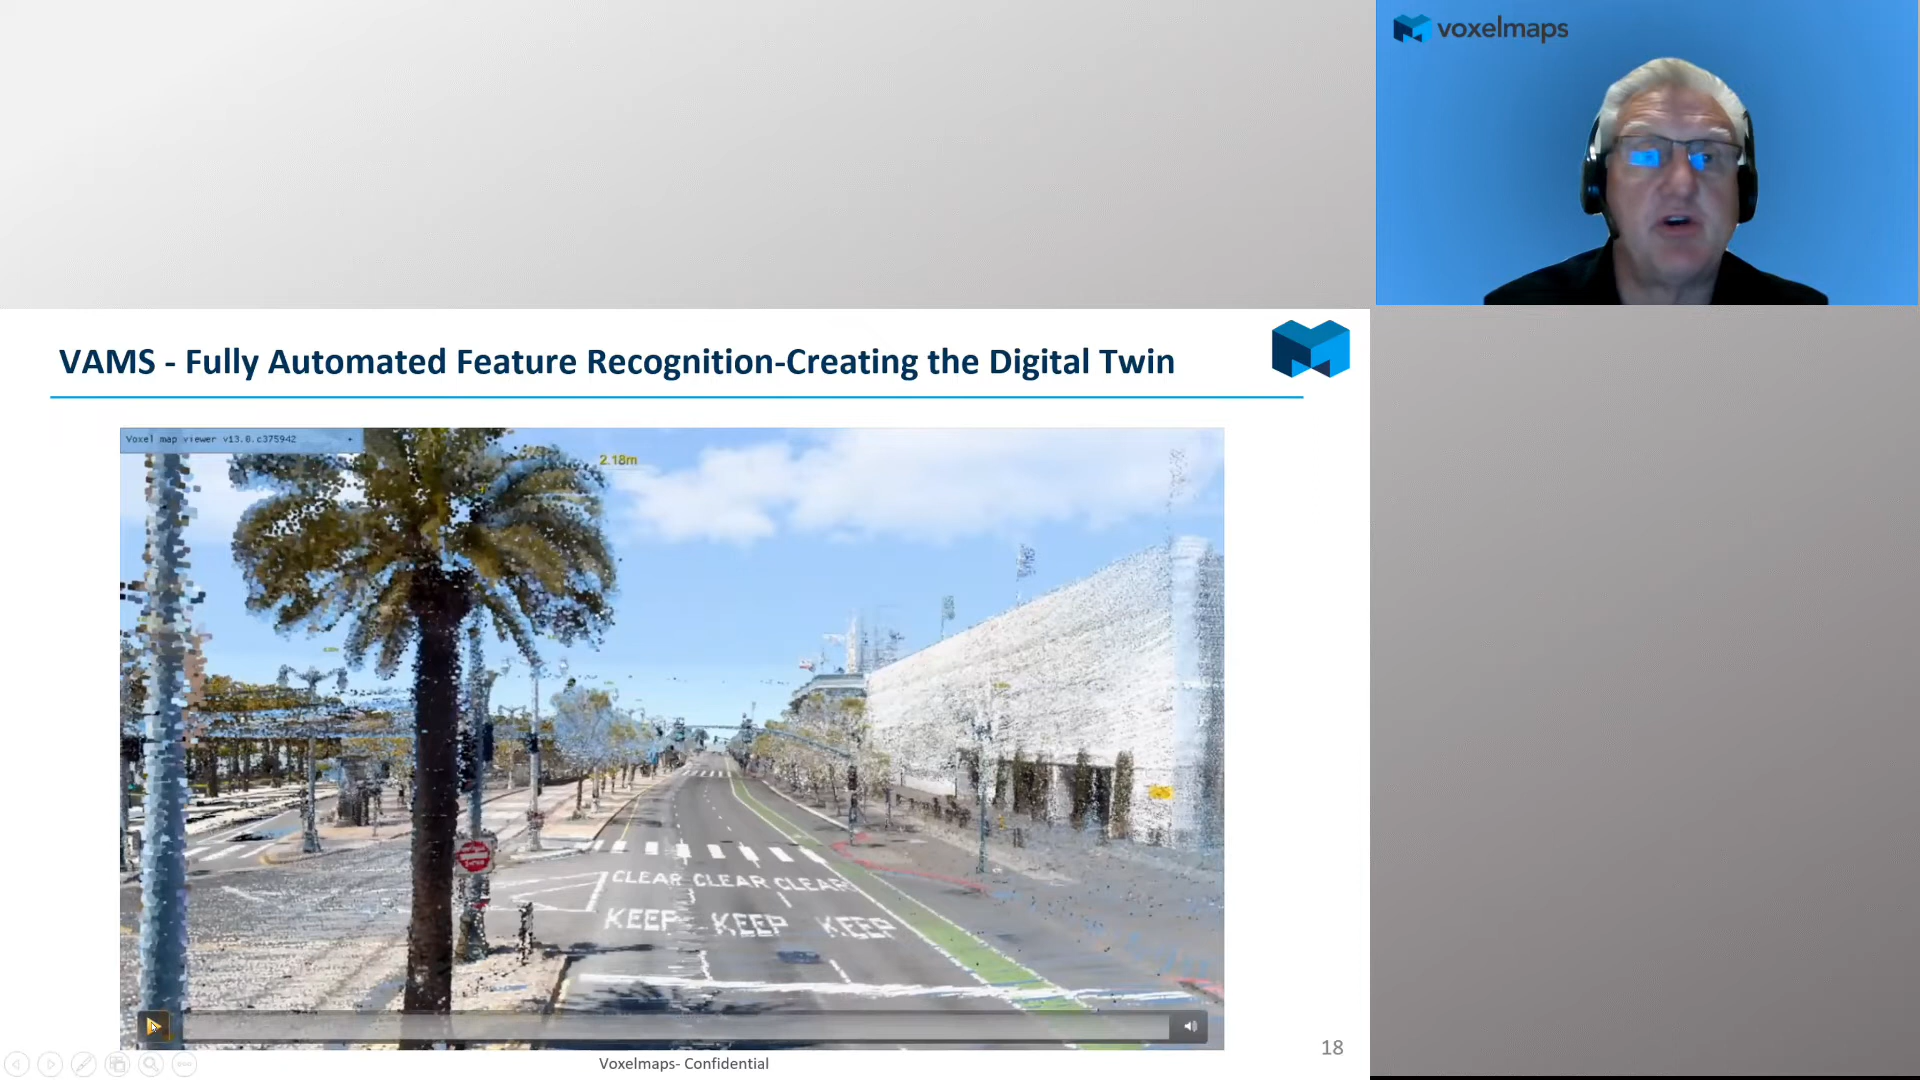 voxelmaps
VAMS - Fully Automated Feature Recognition-Creating the Digital Twin
Voxel map viewer v13.0.c375942
2.18m
CLEAR CLEAR CLEAR
KEEP KEEP KEEP
18
Voxelmaps- Confidential